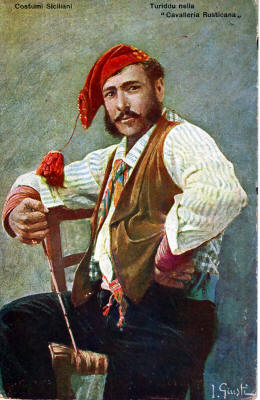 Costumi Siciliani
Turiddu nella
"Cavalleria Rusticana„
I. Giusti